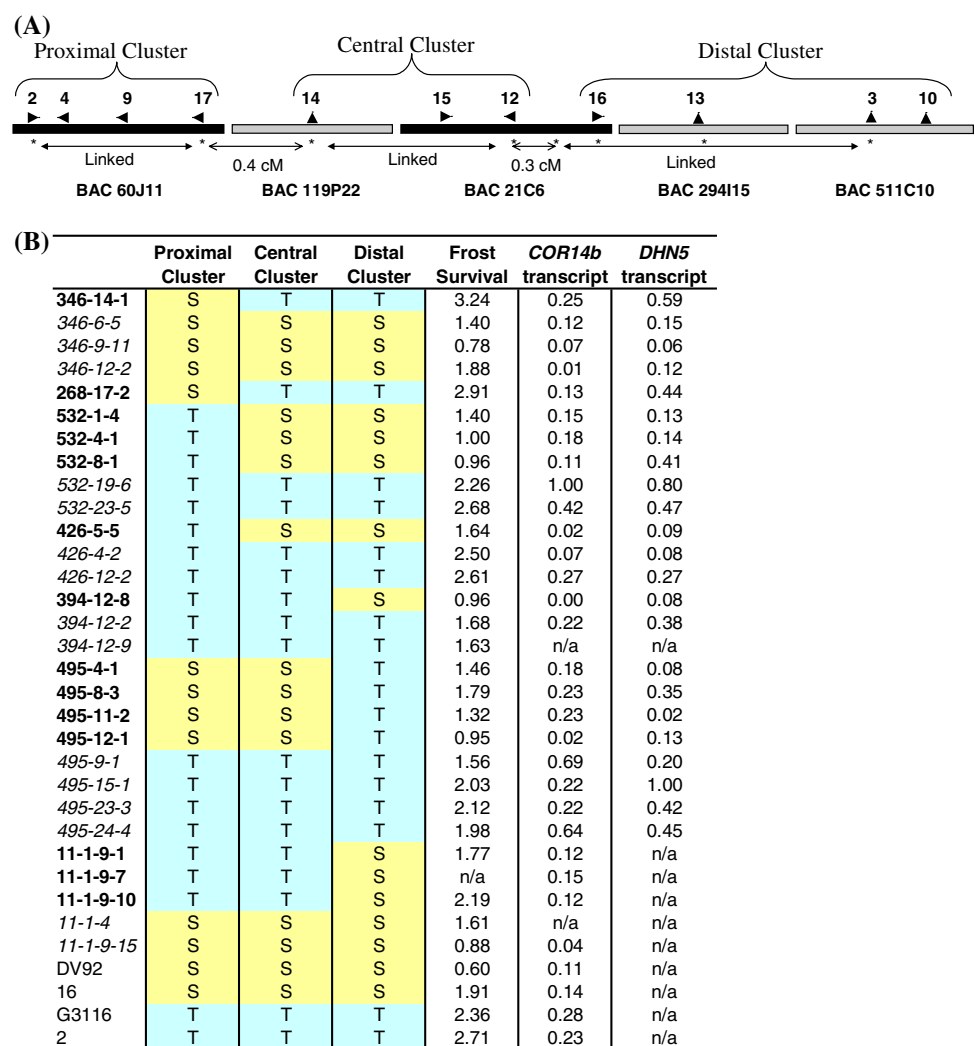 (A)
Proximal Cluster Central Cluster Distal Cluster
2 4 9 17 14 15 12 16 13 3 10
* * * * * * * *
Linked 0.4 cM Linked 0.3 cM Linked
BAC 60J11 BAC 119P22 BAC 21C6 BAC 294I15 BAC 511C10
(B)
Proximal Central Distal Frost COR14b DHN5
Cluster Cluster Cluster Survival transcript transcript
346-14-1 S T T 3.24 0.25 0.59
346-6-5 S S S 1.40 0.12 0.15
346-9-11 S S S 0.78 0.07 0.06
346-12-2 S S S 1.88 0.01 0.12
268-17-2 S T T 2.91 0.13 0.44
532-1-4 T S S 1.40 0.15 0.13
532-4-1 T S S 1.00 0.18 0.14
532-8-1 T S S 0.96 0.11 0.41
532-19-6 T T T 2.26 1.00 0.80
532-23-5 T T T 2.68 0.42 0.47
426-5-5 T S S 1.64 0.02 0.09
426-4-2 T T T 2.50 0.07 0.08
426-12-2 T T T 2.61 0.27 0.27
394-12-8 T T S 0.96 0.00 0.08
394-12-2 T T T 1.68 0.22 0.38
394-12-9 T T T 1.63 n/a n/a
495-4-1 S S T 1.46 0.18 0.08
495-8-3 S S T 1.79 0.23 0.35
495-11-2 S S T 1.32 0.23 0.02
495-12-1 S S T 0.95 0.02 0.13
495-9-1 T T T 1.56 0.69 0.20
495-15-1 T T T 2.03 0.22 1.00
495-23-3 T T T 2.12 0.22 0.42
495-24-4 T T T 1.98 0.64 0.45
11-1-9-1 T T S 1.77 0.12 n/a
11-1-9-7 T T S n/a 0.15 n/a
11-1-9-10 T T S 2.19 0.12 n/a
11-1-4 S S S 1.61 n/a n/a
11-1-9-15 S S S 0.88 0.04 n/a
DV92 S S S 0.60 0.11 n/a
16 S S S 1.91 0.14 n/a
G3116 T T T 2.36 0.28 n/a
2 T T T 2.71 0.23 n/a